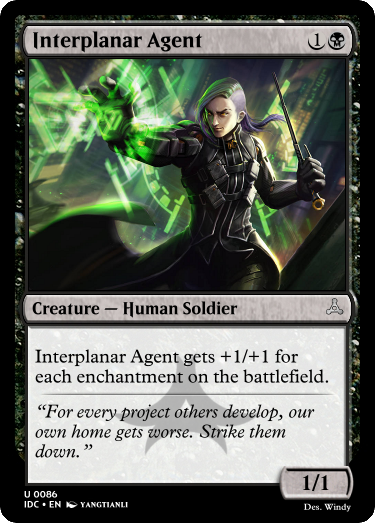 Interplanar Agent 1
Creature — Human Soldier
Interplanar Agent gets +1/+1 for
each enchantment on the battlefield.
“For every project others develop, our
own home gets worse. Strike them
down.”
1/1
U 0086
IDC • EN YANGTIANLI
Des. Windy